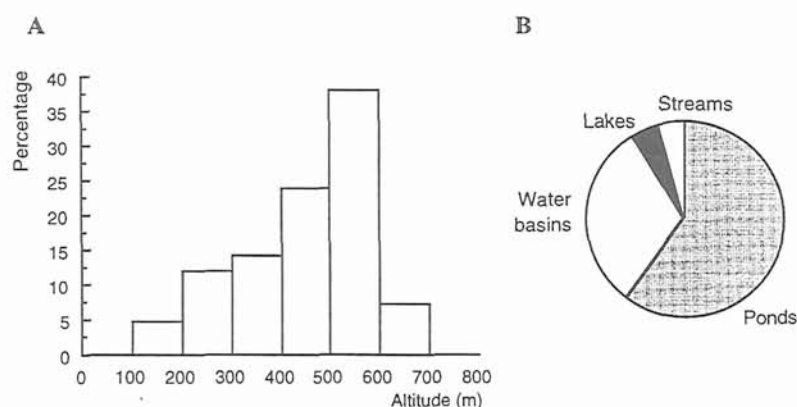 A
Percentage
40
35
30
25
20
15
10
5
0
0 100 200 300 400 500 600 700 800
Altitude (m)
B
Streams
Lakes
Water
basins
Ponds